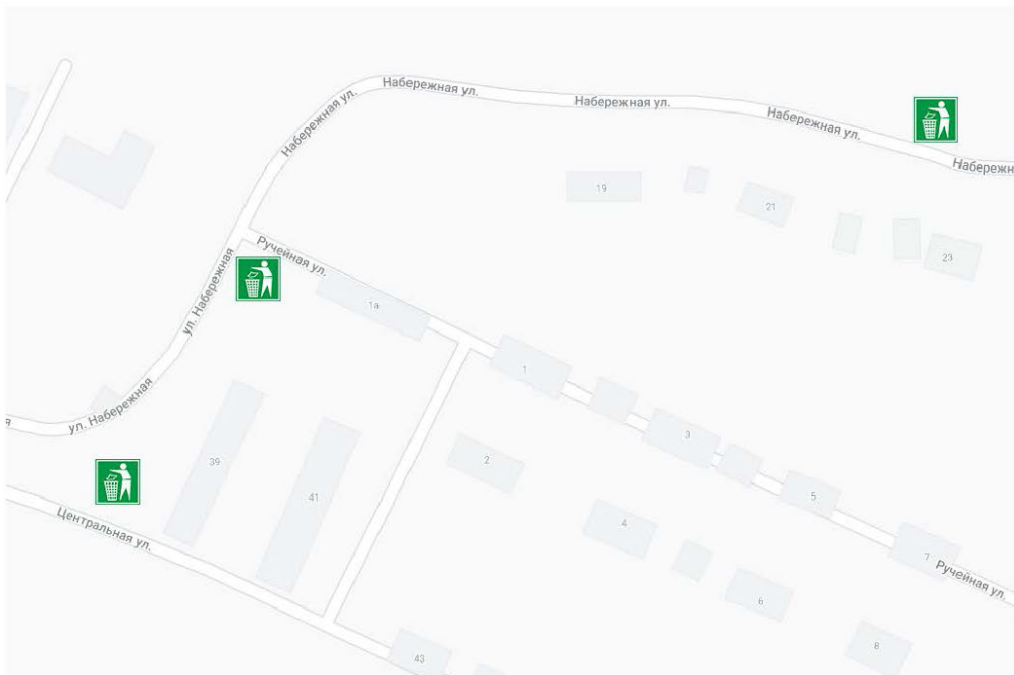 Набережная ул.
Набережная ул.
Набережная ул.
Набережная ул.
Набережн
19
21
23
Ручейная ул.
ул. Набережная
1а
1
ул. Набережная
я
3
39
2
41
5
4
Центральная ул.
7
Ручейная ул.
6
8
43